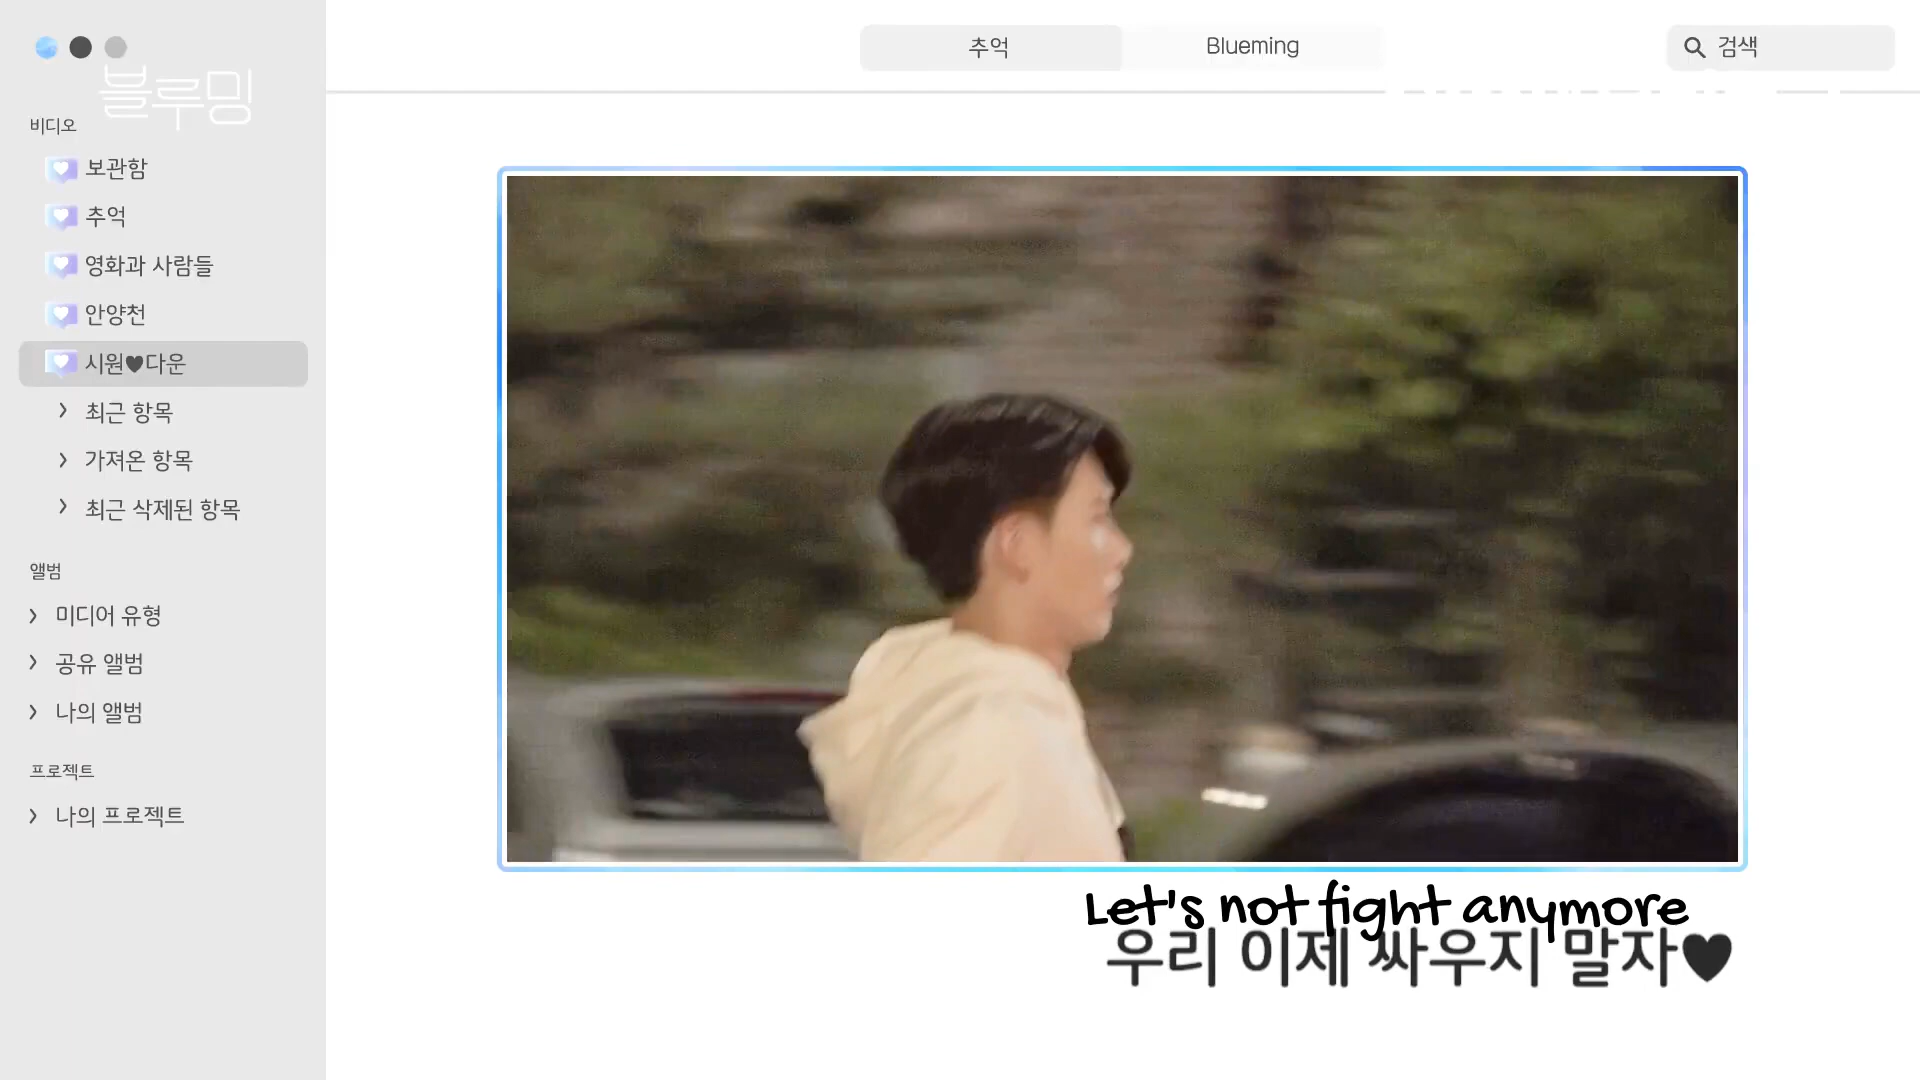 추억
Blueming
검색
블루밍
비디오
보관함
추억
영화과 사람들
안양천
시원♥다운
최근 항목
가져온 항목
최근 삭제된 항목
앨범
미디어 유형
공유 앨범
나의 앨범
프로젝트
나의 프로젝트
Let's not fight anymore
우리 이제 싸우지 말자♥